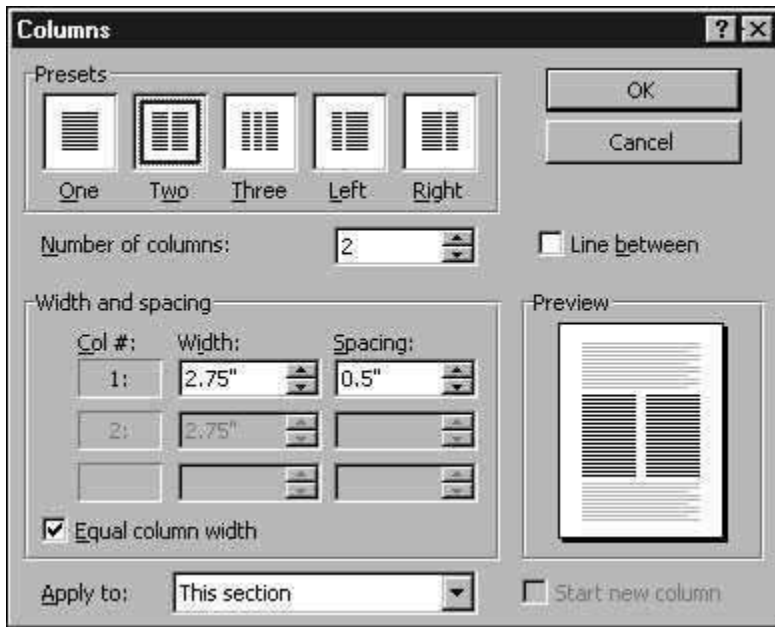 Columns
Presets
OK
Cancel
One Two Three Left Right
Number of columns: 2
Line between
Width and spacing
Preview
Col #: Width: Spacing:
1: 2.75" 0.5"
2: 2.75"
Equal column width
Apply to: This section
Start new column